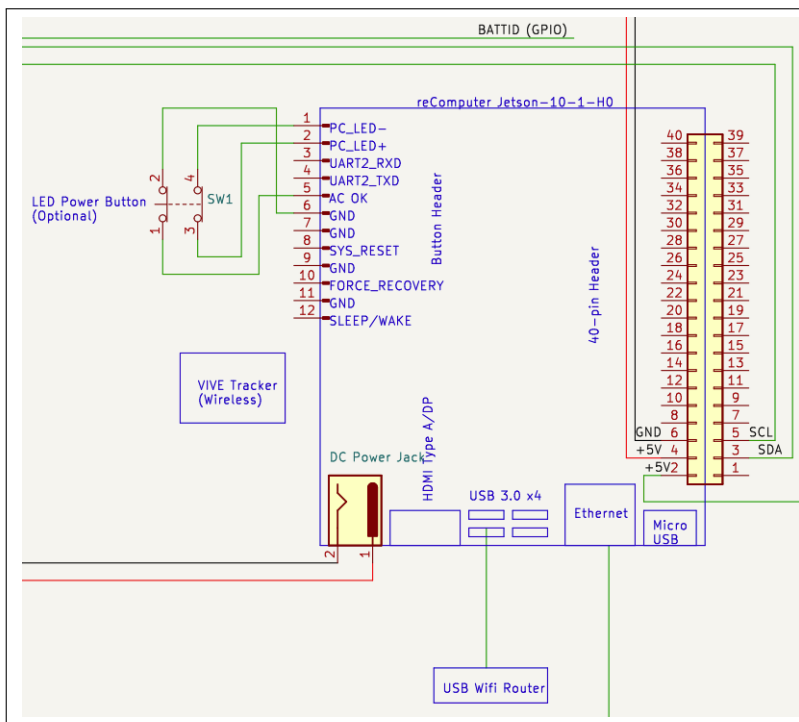 BATTID (GPIO)
reComputer Jetson-10-1-H0
1 PC_LED-
2 PC_LED+
3 UART2_RXD
4 UART2_TXD
5 AC OK
6 GND
7 GND
8 SYS_RESET
9 GND
10 FORCE_RECOVERY
11 GND
12 SLEEP/WAKE
Button Header
2 4
LED Power Button
(Optional)
SW1
1 3
40-pin Header
40 39
38 37
36 35
34 33
32 31
30 29
28 27
26 25
24 23
22 21
20 19
18 17
16 15
14 13
12 11
10 9
8 7
GND 6 5 SCL
+5V 4 3 SDA
+5V 2 1
VIVE Tracker
(Wireless)
DC Power Jack
2 1
HDMI Type A/DP
USB 3.0 x4
Ethernet
Micro
USB
USB Wifi Router